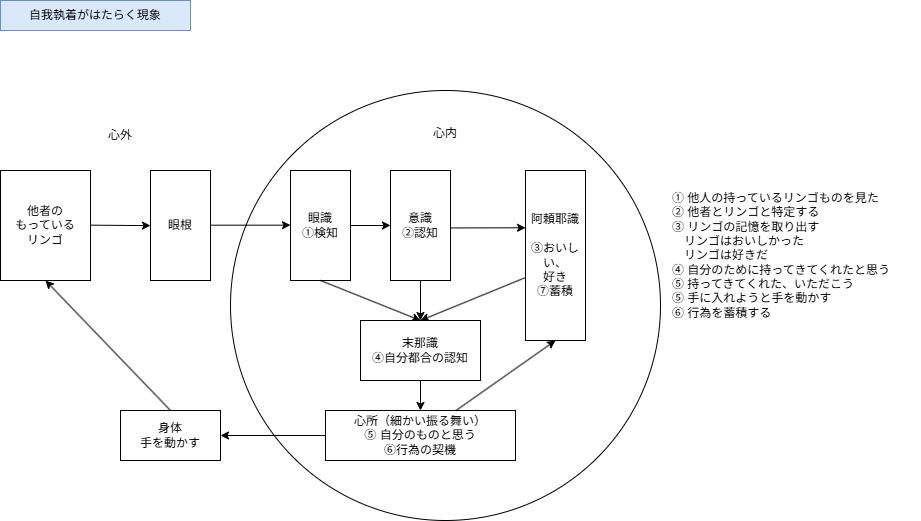 自我執着がはたらく現象
心外
心内
他者の
もっている
リンゴ
眼根
眼識
①検知
意識
②認知
阿頼耶識
③おいし
い、
好き
⑦蓄積
末那識
④自分都合の認知
心所（細かい振る舞い）
⑤ 自分のものと思う
⑥行為の契機
身体
手を動かす
① 他人の持っているリンゴものを見た
② 他者とリンゴと特定する
③ リンゴの記憶を取り出す
リンゴはおいしかった
リンゴは好きだ
④ 自分のために持ってきてくれたと思う
⑤ 持ってきてくれた、いただこう
⑤ 手に入れようと手を動かす
⑥ 行為を蓄積する